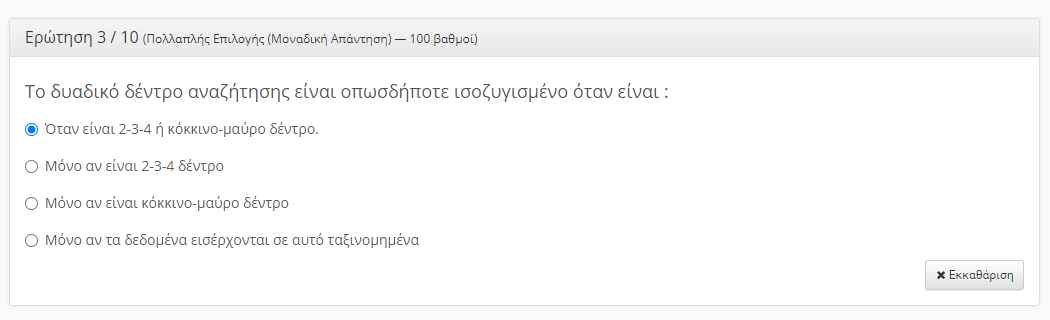 Ερώτηση 3 / 10 (Πολλαπλής Επιλογής (Μοναδική Απάντηση) — 100 βαθμοί)
Το δυαδικό δέντρο αναζήτησης είναι οπωσδήποτε ισοζυγισμένο όταν είναι :
Όταν είναι 2-3-4 ή κόκκινο-μαύρο δέντρο.
Μόνο αν είναι 2-3-4 δέντρο
Μόνο αν είναι κόκκινο-μαύρο δέντρο
Μόνο αν τα δεδομένα εισέρχονται σε αυτό ταξινομημένα
✖ Εκκαθάριση